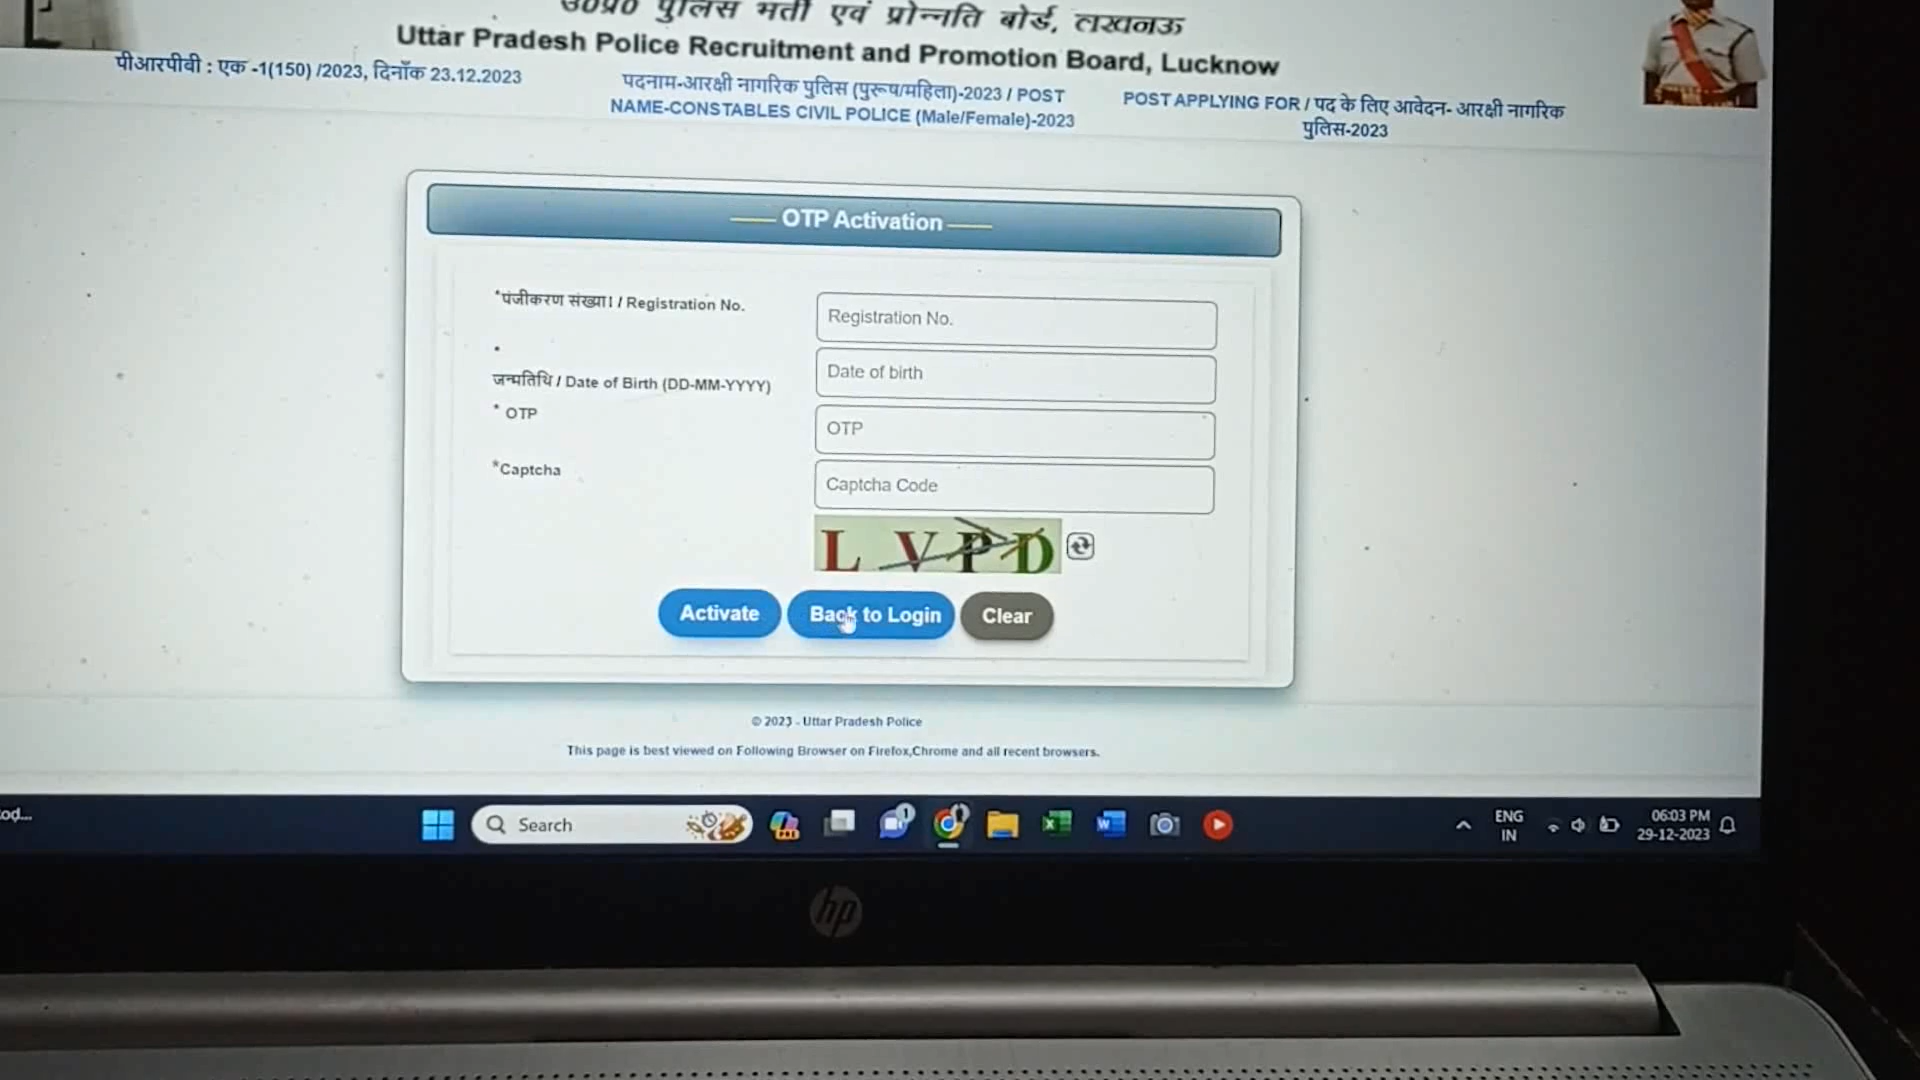 उ०प्र० पुलिस भर्ती एवं प्रोन्नति बोर्ड, लखनऊ
Uttar Pradesh Police Recruitment and Promotion Board, Lucknow
पीआरपीबी : एक -1(150) /2023, दिनाँक 23.12.2023
पदनाम-आरक्षी नागरिक पुलिस (पुरूष/महिला)-2023 / POST
NAME-CONSTABLES CIVIL POLICE (Male/Female)-2023
POST APPLYING FOR / पद के लिए आवेदन- आरक्षी नागरिक
पुलिस-2023
OTP Activation
*पंजीकरण संख्या। / Registration No.
Registration No.
*
जन्मतिथि / Date of Birth (DD-MM-YYYY)
Date of birth
* OTP
OTP
*Captcha
Captcha Code
L V P D
Activate
Back to Login
Clear
© 2023 - Uttar Pradesh Police
This page is best viewed on Following Browser on Firefox,Chrome and all recent browsers.
Search
1
ENG
IN
06:03 PM
29-12-2023
hp